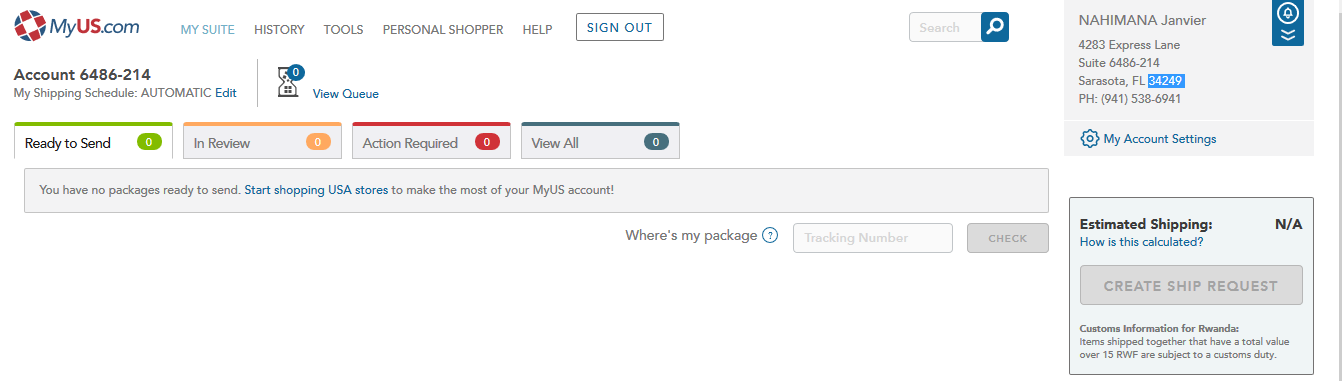 MyUS.com MY SUITE HISTORY TOOLS PERSONAL SHOPPER HELP SIGN OUT Search
Account 6486-214
My Shipping Schedule: AUTOMATIC Edit
0
View Queue
Ready to Send 0 In Review 0 Action Required 0 View All 0
You have no packages ready to send. Start shopping USA stores to make the most of your MyUS account!
Where's my package ? Tracking Number CHECK
NAHIMANA Janvier
4283 Express Lane
Suite 6486-214
Sarasota, FL 34249
PH: (941) 538-6941
My Account Settings
Estimated Shipping: N/A
How is this calculated?
CREATE SHIP REQUEST
Customs Information for Rwanda:
Items shipped together that have a total value
over 15 RWF are subject to a customs duty.